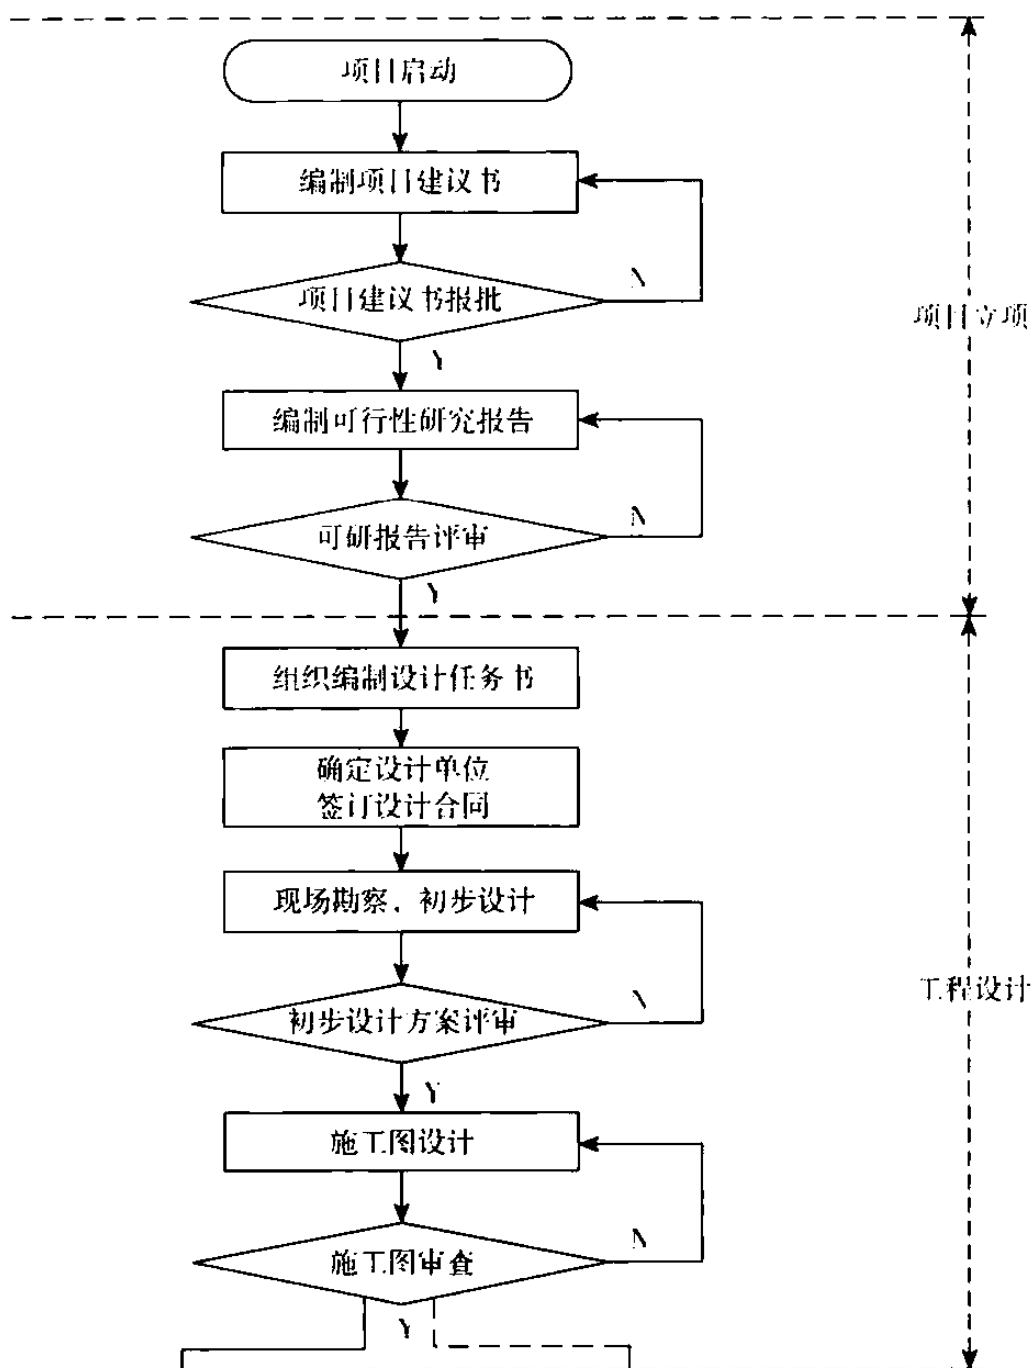 项目启动
编制项目建议书
N
项目建议书报批
项目立项
Y
编制可行性研究报告
N
可研报告评审
Y
组织编制设计任务书
确定设计单位
签订设计合同
现场勘察、初步设计
工程设计
N
初步设计方案评审
Y
施工图设计
N
施工图审查
Y